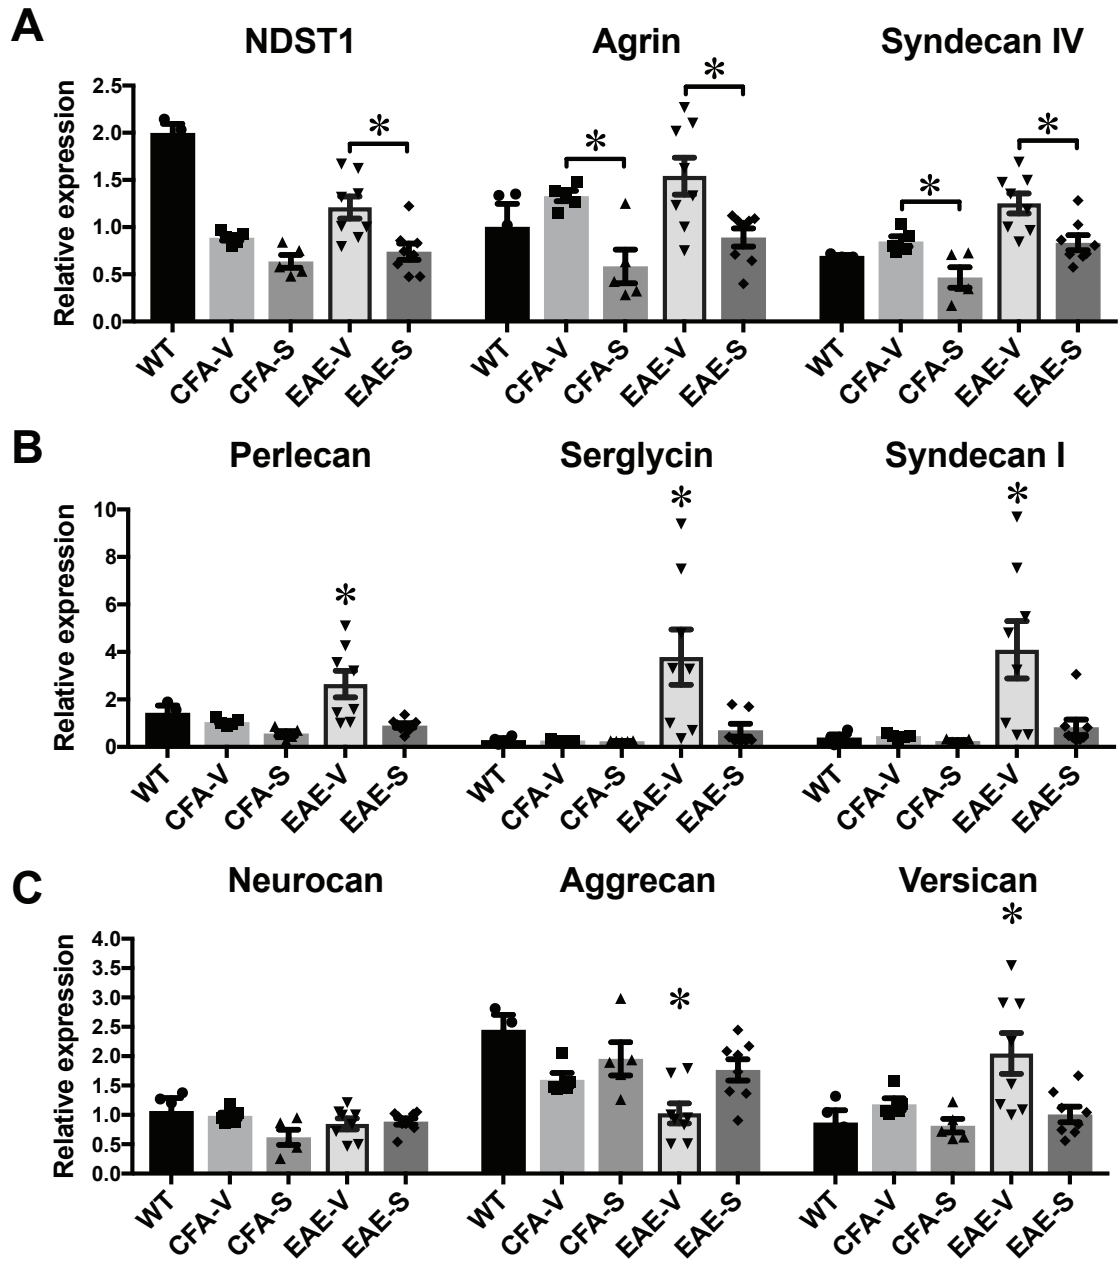 A
NDST1 Agrin Syndecan IV
Relative expression
2.5
2.0
1.5
1.0
0.5
0.0
* * * * *
WT CFA-V CFA-S EAE-V EAE-S WT CFA-V CFA-S EAE-V EAE-S WT CFA-V CFA-S EAE-V EAE-S
B
Perlecan Serglycin Syndecan I
Relative expression
10
8
6
4
2
0
* * *
WT CFA-V CFA-S EAE-V EAE-S WT CFA-V CFA-S EAE-V EAE-S WT CFA-V CFA-S EAE-V EAE-S
C
Neurocan Aggrecan Versican
Relative expression
4.0
3.5
3.0
2.5
2.0
1.5
1.0
0.5
0.0
* *
WT CFA-V CFA-S EAE-V EAE-S WT CFA-V CFA-S EAE-V EAE-S WT CFA-V CFA-S EAE-V EAE-S